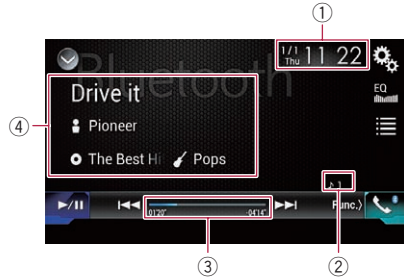 ①
Bluetooth
1/1
Thu 11 22
EQ
④
Drive it
Pioneer
The Best Hi Pops
♪ 1
01'20" -04'14"
Func.
③ ②